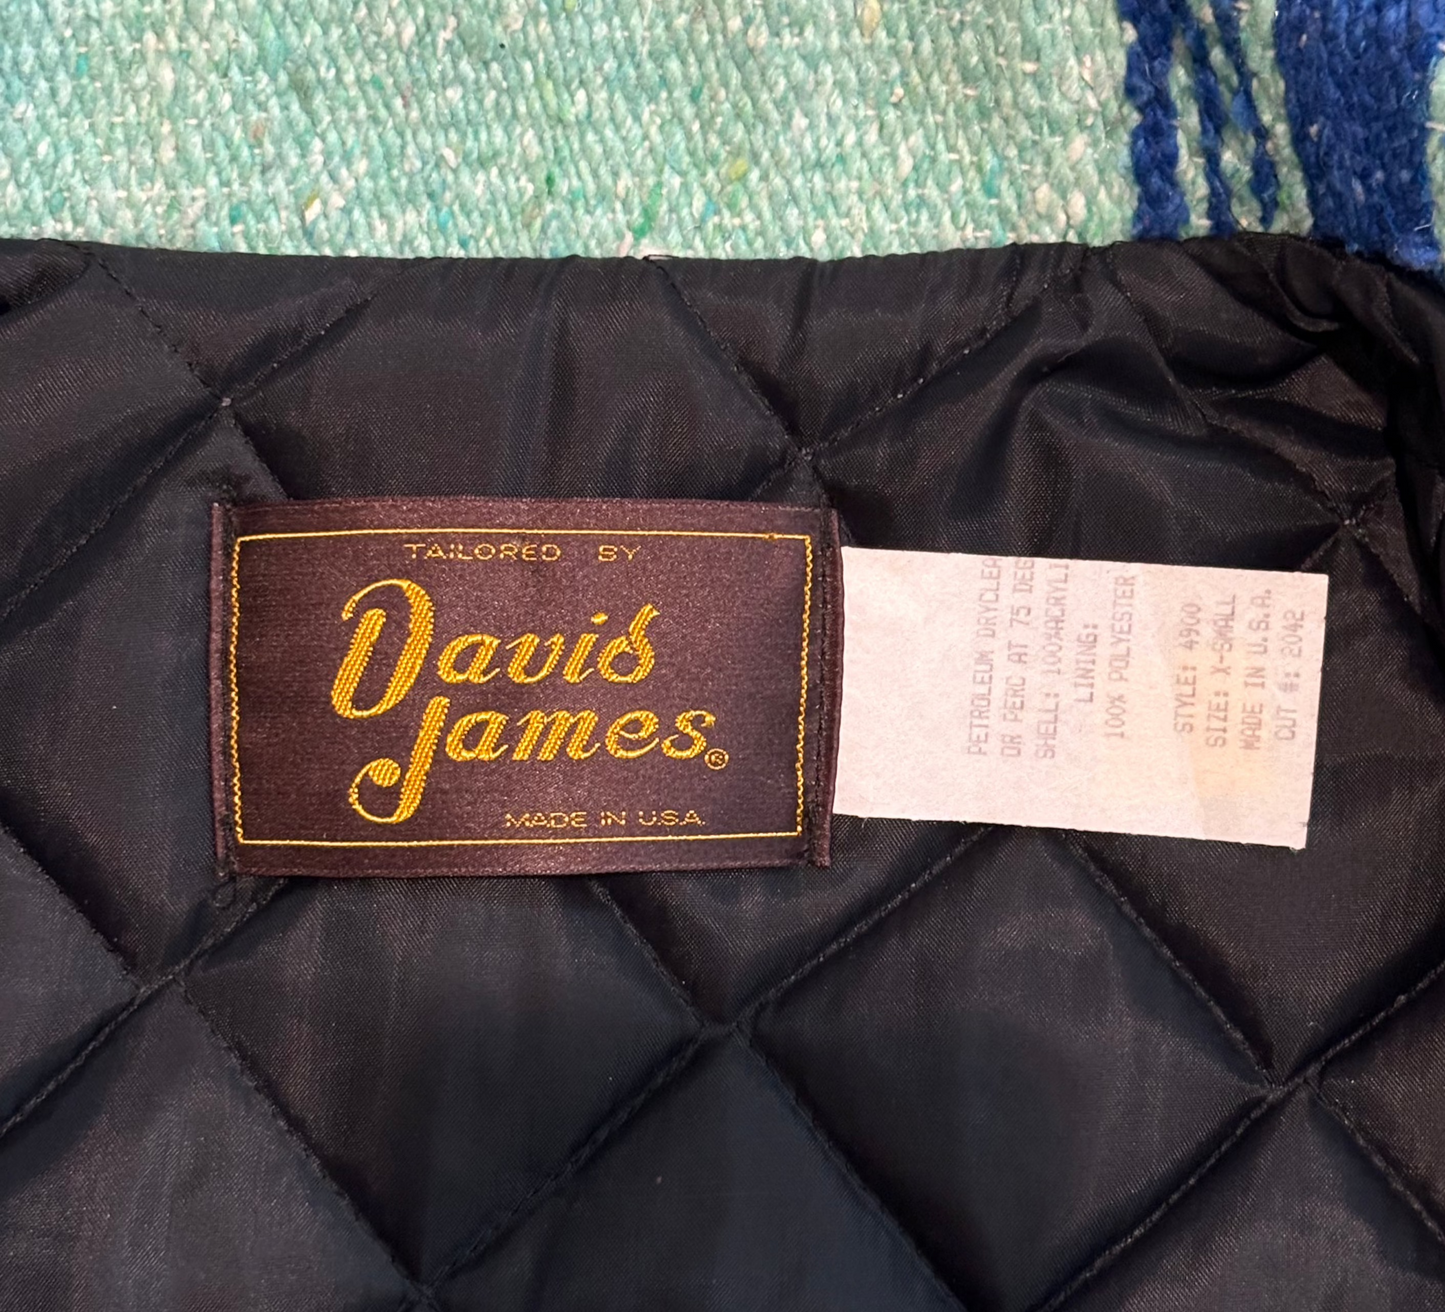 TAILORED BY
David
James®
MADE IN U.S.A.
PETROLEUM DRYCLEA
OR PERC AT 75 DEG
SHELL: 100%ACRYLI
LINING:
100% POLYESTER
STYLE: 4900
SIZE: X-SMALL
MADE IN U.S.A.
CUT #: 2042